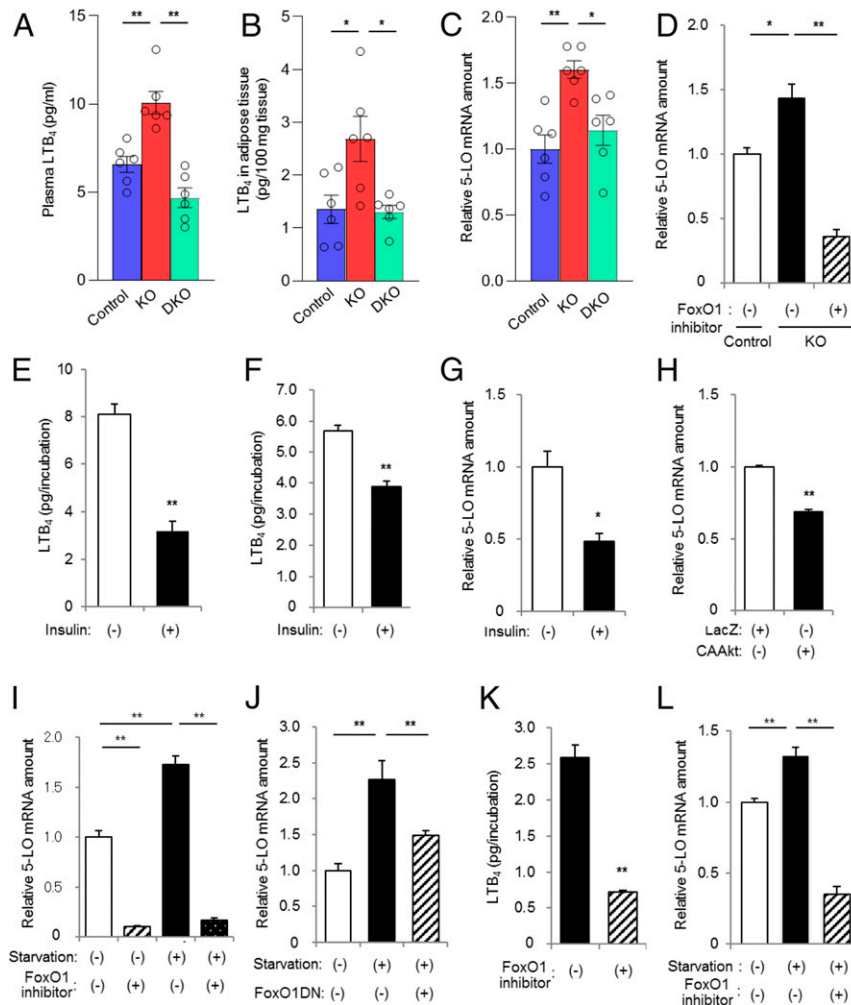 A
Plasma LTB4 (pg/ml)
15
10
5
0
** **
Control KO DKO
B
LTB4 in adipose tissue
(pg/100 mg tissue)
5
4
3
2
1
0
* *
Control KO DKO
C
Relative 5-LO mRNA amount
2.0
1.5
1.0
0.5
0.0
** *
Control KO DKO
D
Relative 5-LO mRNA amount
2.0
1.5
1.0
0.5
0
* **
FoxO1 : (-) (-) (+)
inhibitor
Control KO
E
LTB4 (pg/incubation)
10
8
6
4
2
0
**
Insulin: (-) (+)
F
LTB4 (pg/incubation)
7.0
6.0
5.0
4.0
3.0
2.0
1.0
0
**
Insulin: (-) (+)
G
Relative 5-LO mRNA amount
1.5
1.0
0.5
0
*
Insulin: (-) (+)
H
Relative 5-LO mRNA amount
1.5
1.0
0.5
0
**
LacZ: (+) (-)
CAAkt: (-) (+)
I
Relative 5-LO mRNA amount
2.0
1.5
1.0
0.5
0
** **
**
Starvation: (-) (-) (+) (+)
FoxO1 : (-) (+) (-) (+)
inhibitor
J
Relative 5-LO mRNA amount
3.0
2.5
2.0
1.5
1.0
0.5
0
** **
Starvation: (-) (+) (+)
FoxO1DN: (-) (-) (+)
K
LTB4 (pg/incubation)
3.0
2.5
2.0
1.5
1.0
0.5
0
**
FoxO1 : (-) (+)
inhibitor
L
Relative 5-LO mRNA amount
1.5
1.0
0.5
0
** **
Starvation : (-) (+) (+)
FoxO1 : (-) (-) (+)
inhibitor